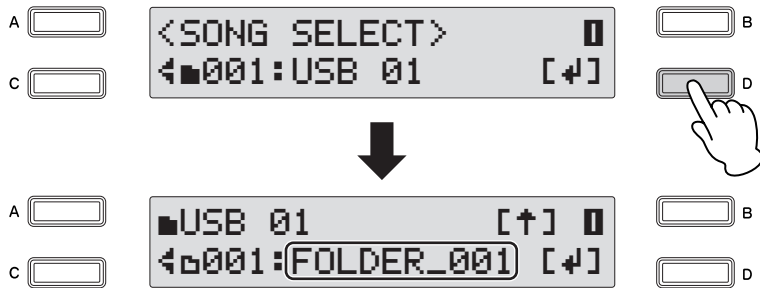 A <SONG SELECT> B
C 001:USB 01 [↲] D
A USB 01 [↑] B
C 001:FOLDER_001 [↲] D